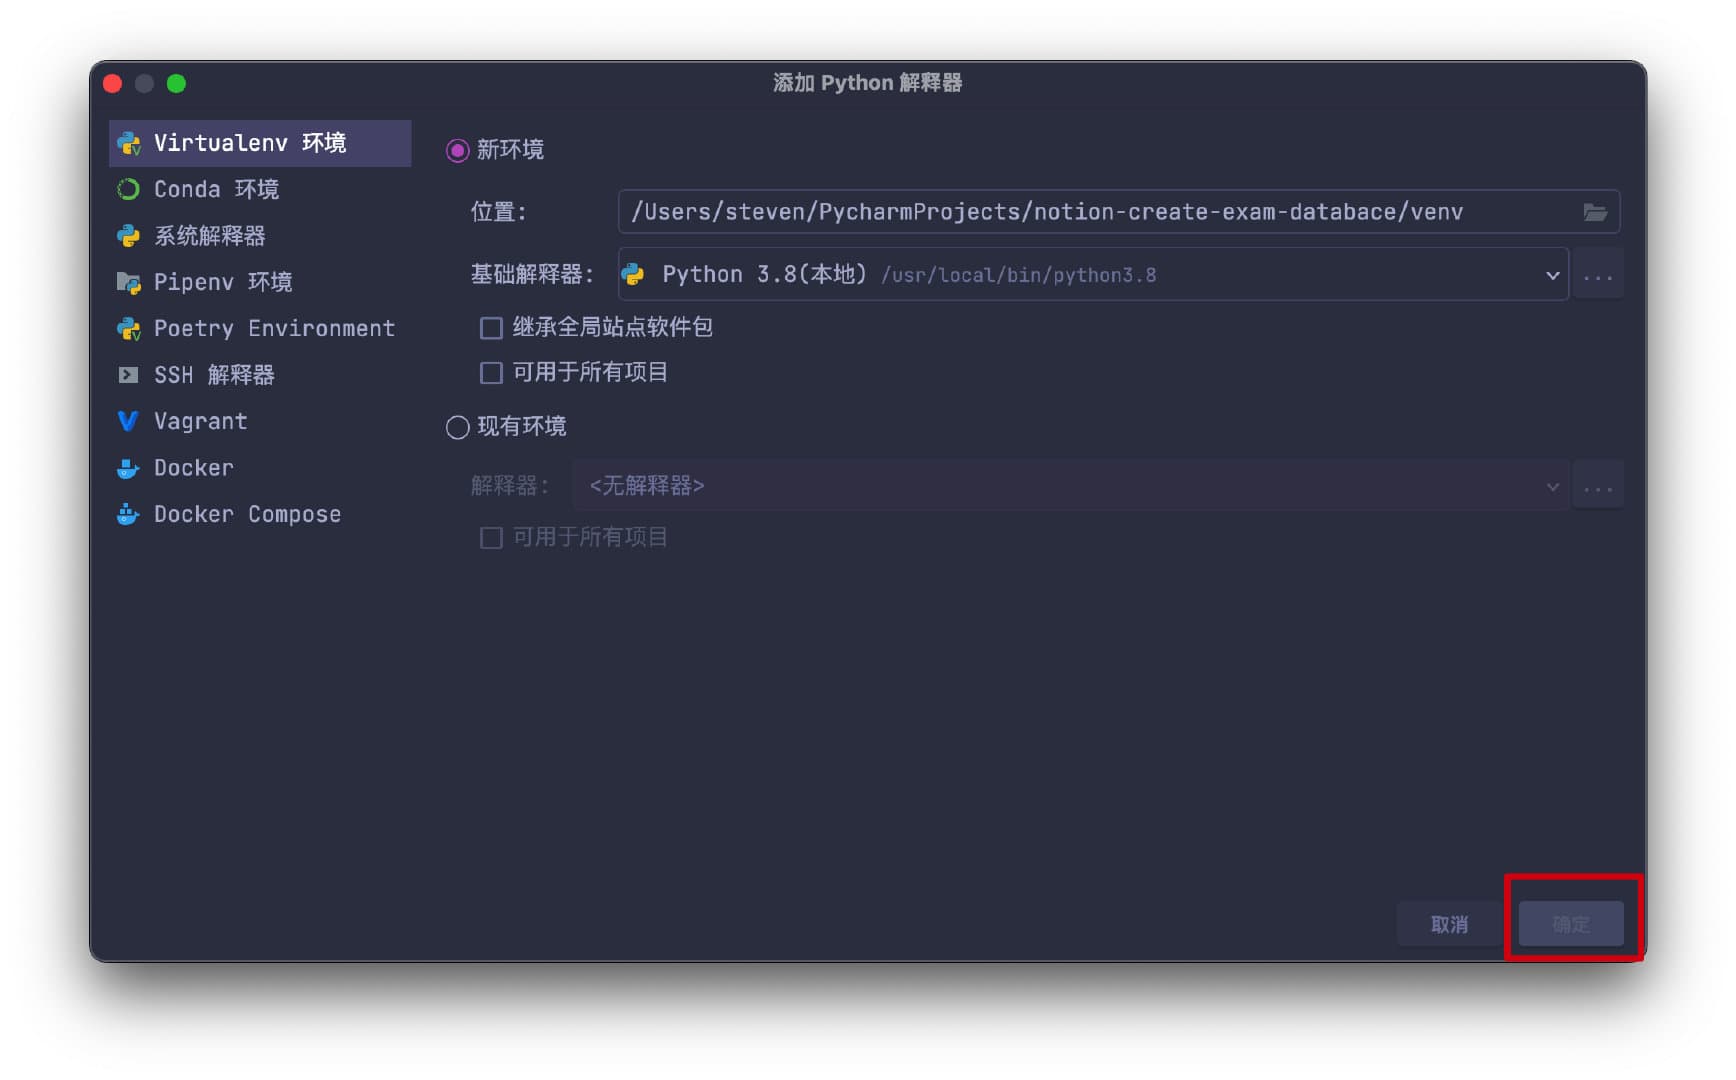 添加 Python 解释器
Virtualenv 环境
Conda 环境
系统解释器
Pipenv 环境
Poetry Environment
SSH 解释器
Vagrant
Docker
Docker Compose
新环境
位置: /Users/steven/PycharmProjects/notion-create-exam-databace/venv
基础解释器: Python 3.8(本地) /usr/local/bin/python3.8 ...
继承全局站点软件包
可用于所有项目
现有环境
解释器: <无解释器> ...
可用于所有项目
取消 确定